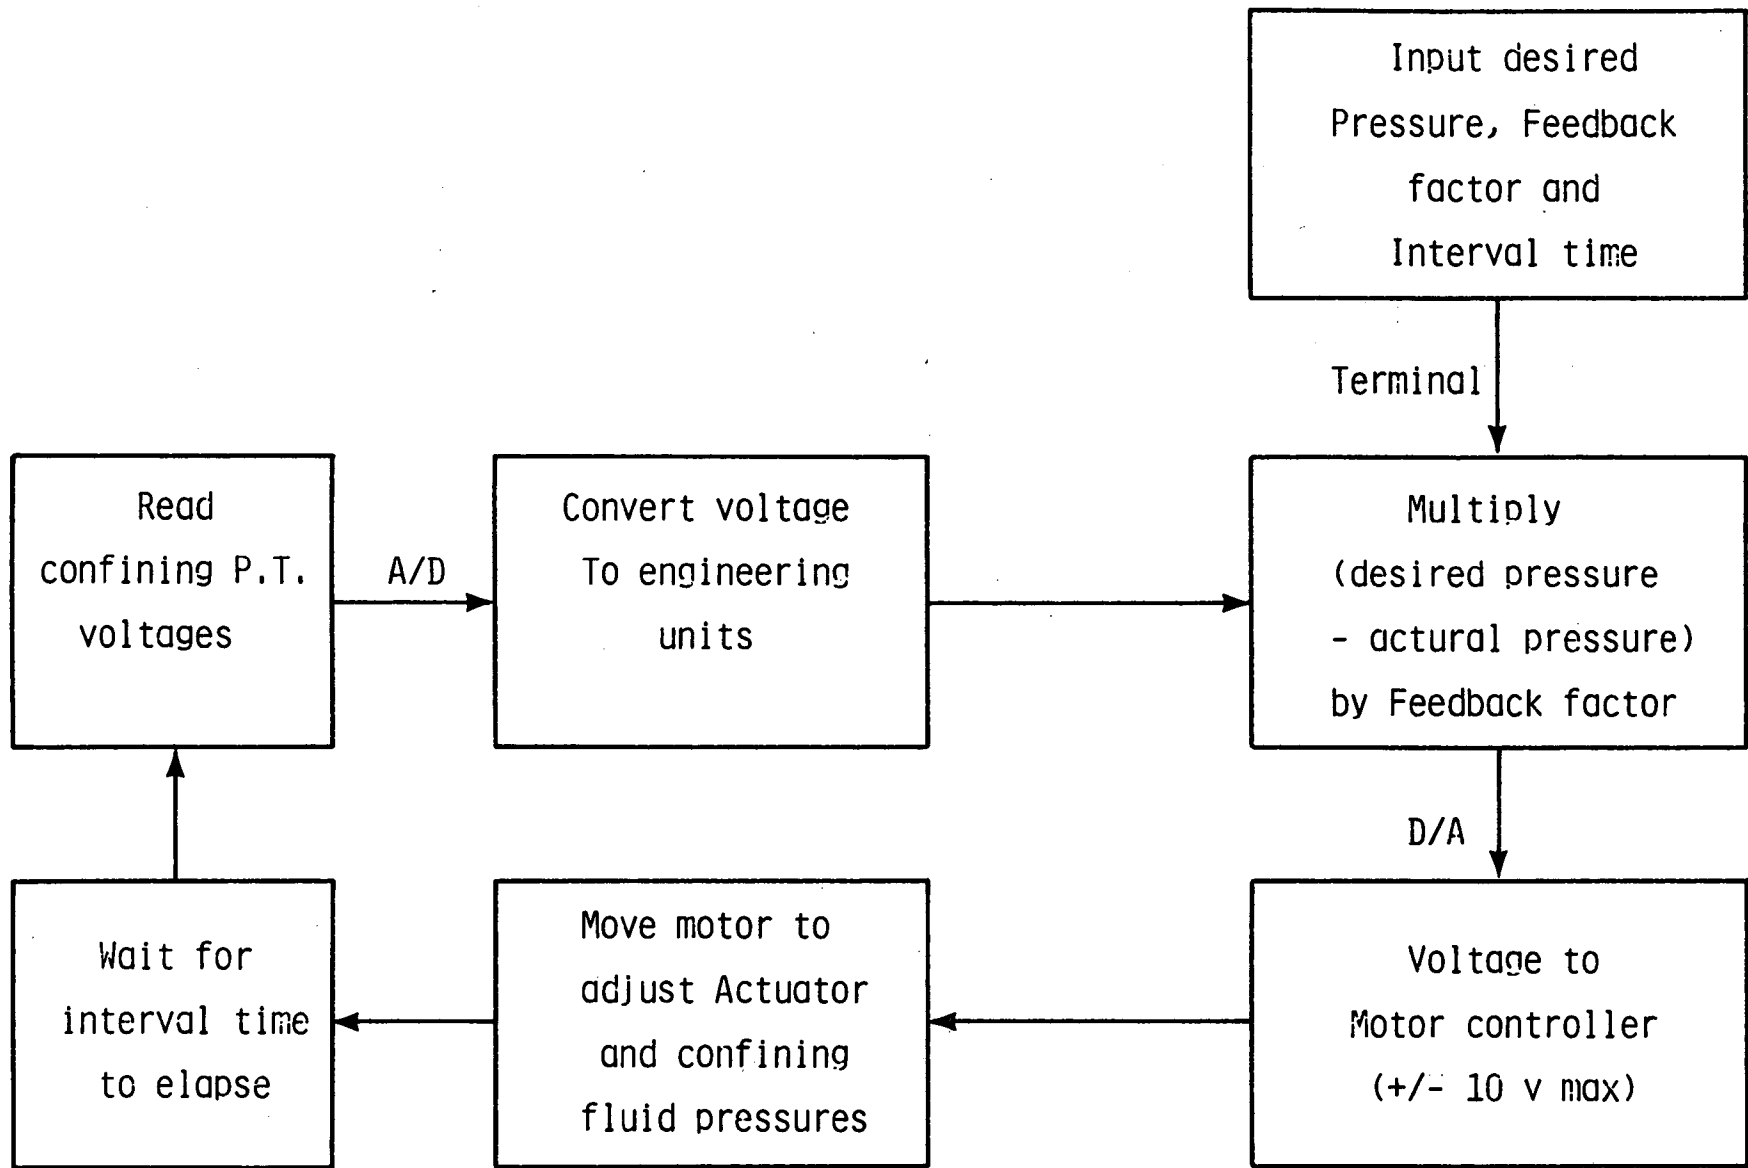 Input desired
Pressure, Feedback
factor and
Interval time
Terminal
Read
confining P.T.
voltages
A/D
Convert voltage
To engineering
units
Multiply
(desired pressure
- actural pressure)
by Feedback factor
D/A
Voltage to
Motor controller
(+/- 10 v max)
Move motor to
adjust Actuator
and confining
fluid pressures
Wait for
interval time
to elapse